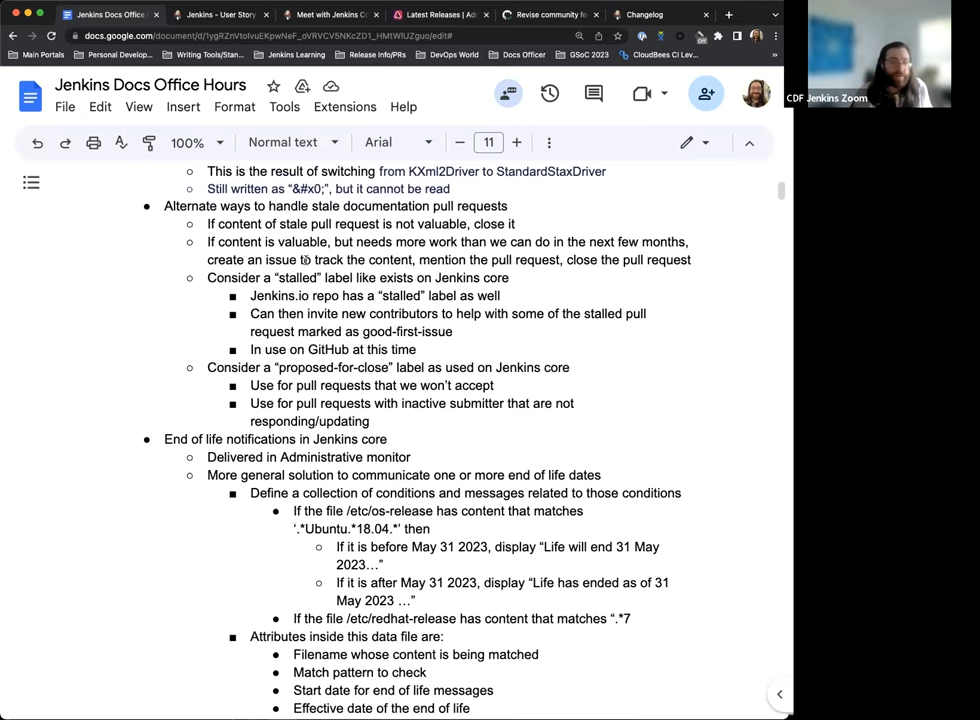 Jenkins Docs Office
Jenkins - User Story
Meet with Jenkins C
Latest Releases | Ad
Revise community fe
Changelog
docs.google.com/document/d/1ygRZnVtoIvuEKpwNeF_oVRVCV5NKcZD1_HMtWIUZguo/edit#
Main Portals
Personal Develop...
Writing Tools/Stan...
Jenkins Learning
Release Info/PRs
DevOps World
Docs Officer
GSoC 2023
CloudBees CI Lev...
CDF Jenkins Zoom
Jenkins Docs Office Hours
File Edit View Insert Format Tools Extensions Help
100% Normal text Arial 11
This is the result of switching from KXml2Driver to StandardStaxDriver
Still written as “&#x0;”, but it cannot be read
Alternate ways to handle stale documentation pull requests
If content of stale pull request is not valuable, close it
If content is valuable, but needs more work than we can do in the next few months,
create an issue to track the content, mention the pull request, close the pull request
Consider a “stalled” label like exists on Jenkins core
Jenkins.io repo has a “stalled” label as well
Can then invite new contributors to help with some of the stalled pull
request marked as good-first-issue
In use on GitHub at this time
Consider a “proposed-for-close” label as used on Jenkins core
Use for pull requests that we won’t accept
Use for pull requests with inactive submitter that are not
responding/updating
End of life notifications in Jenkins core
Delivered in Administrative monitor
More general solution to communicate one or more end of life dates
Define a collection of conditions and messages related to those conditions
If the file /etc/os-release has content that matches
‘.*Ubuntu.*18.04.*’ then
If it is before May 31 2023, display “Life will end 31 May
2023…”
If it is after May 31 2023, display “Life has ended as of 31
May 2023 …”
If the file /etc/redhat-release has content that matches “.*7
Attributes inside this data file are:
Filename whose content is being matched
Match pattern to check
Start date for end of life messages
Effective date of the end of life